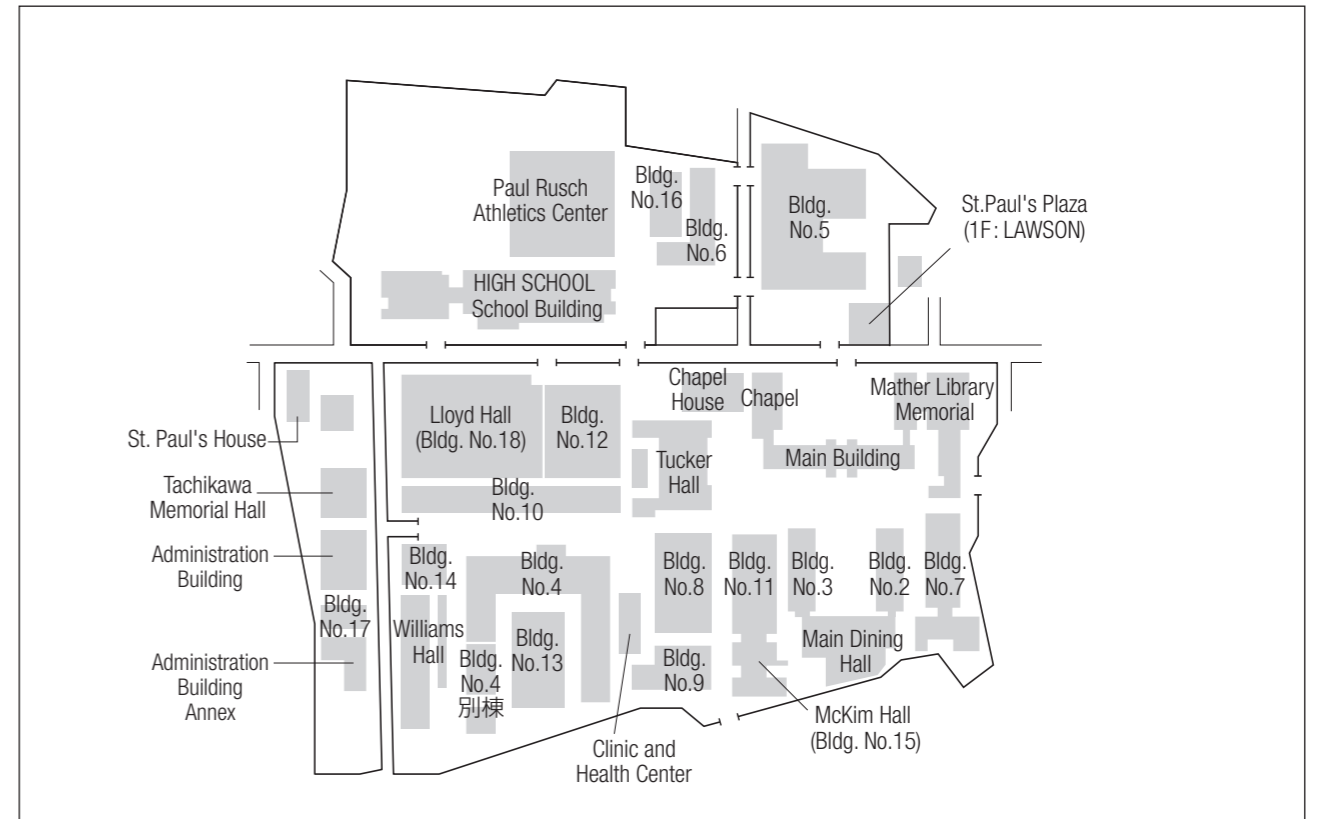 Paul Rusch
Athletics Center
Bldg.
No.16
Bldg.
No.6
Bldg.
No.5
St.Paul's Plaza
(1F: LAWSON)
HIGH SCHOOL
School Building
Chapel
House
Chapel
Mather Library
Memorial
Lloyd Hall
(Bldg. No.18)
Bldg.
No.12
St. Paul's House
Main Building
Tucker
Hall
Tachikawa
Memorial Hall
Bldg.
No.10
Administration
Building
Bldg.
No.14
Bldg.
No.4
Bldg.
No.8
Bldg.
No.11
Bldg.
No.3
Bldg.
No.2
Bldg.
No.7
Bldg.
No.17
Williams
Hall
Bldg.
No.13
Main Dining
Hall
Administration
Building
Annex
Bldg.
No.4
別棟
Bldg.
No.9
McKim Hall
(Bldg. No.15)
Clinic and
Health Center